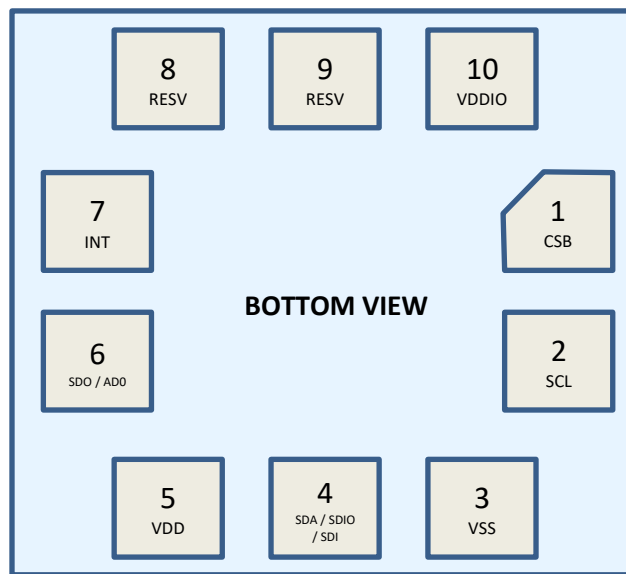 8
RESV
9
RESV
10
VDDIO
7
INT
1
CSB
BOTTOM VIEW
6
SDO / AD0
2
SCL
5
VDD
4
SDA / SDIO
/ SDI
3
VSS